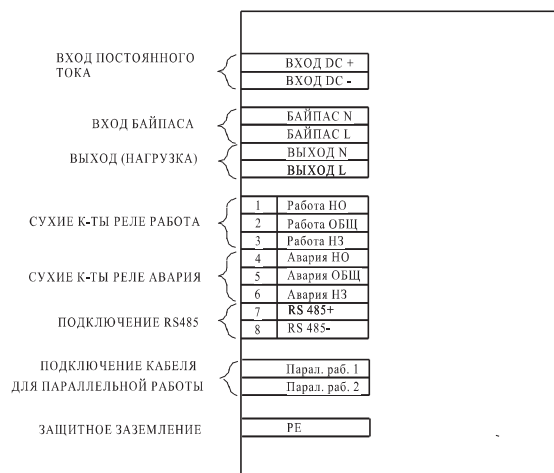 ВХОД ПОСТОЯННОГО
ТОКА
ВХОД DC +
ВХОД DC -
ВХОД БАЙПАСА
БАЙПАС N
БАЙПАС L
ВЫХОД (НАГРУЗКА)
ВЫХОД N
ВЫХОД L
СУХИЕ К-ТЫ РЕЛЕ РАБОТА
1 Работа НО
2 Работа ОБЩ
3 Работа НЗ
СУХИЕ К-ТЫ РЕЛЕ АВАРИЯ
4 Авария НО
5 Авария ОБЩ
6 Авария НЗ
ПОДКЛЮЧЕНИЕ RS485
7 RS 485+
8 RS 485-
ПОДКЛЮЧЕНИЕ КАБЕЛЯ
ДЛЯ ПАРАЛЛЕЛЬНОЙ РАБОТЫ
Парал. раб. 1
Парал. раб. 2
ЗАЩИТНОЕ ЗАЗЕМЛЕНИЕ
PE